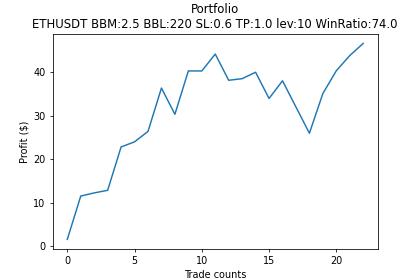 Portfolio
ETHUSDT BBM:2.5 BBL:220 SL:0.6 TP:1.0 lev:10 WinRatio:74.0
40
30
20
10
0
Profit ($)
0 5 10 15 20
Trade counts